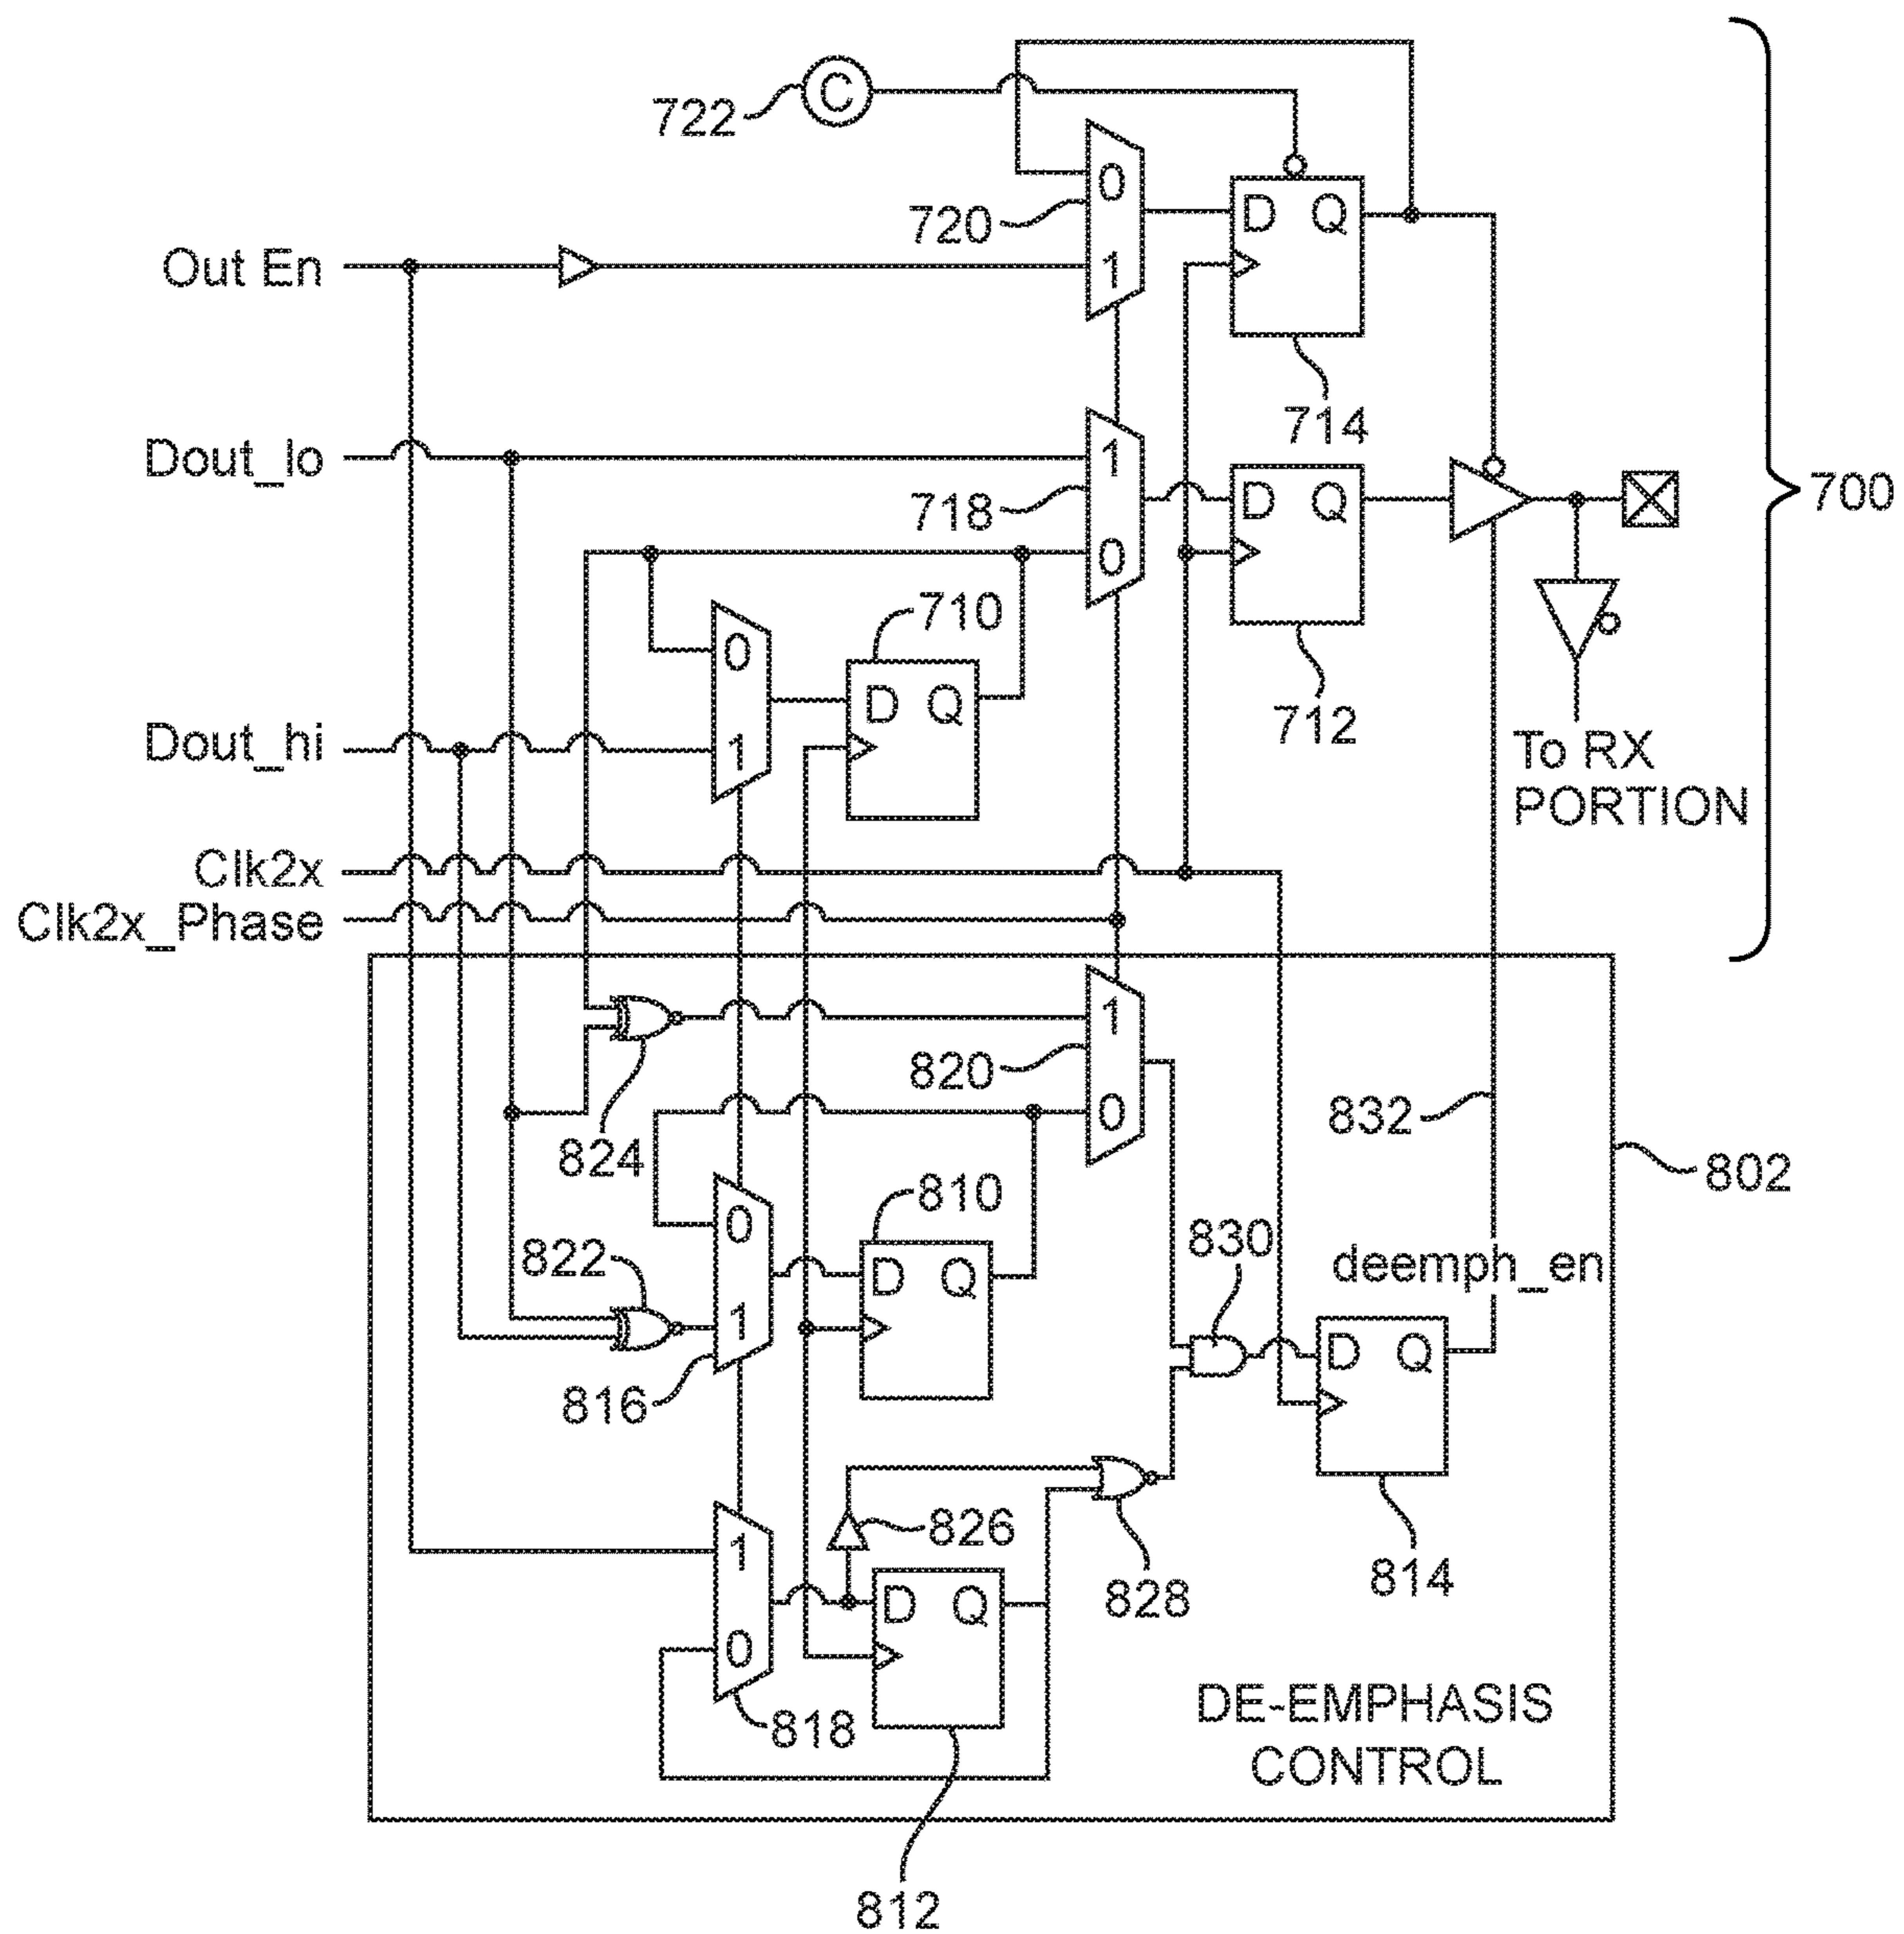 C
722
0
D Q
720
Out En
1
714
Dout_lo
1
718
D Q
700
0
710
712
0
D Q
Dout_hi
1
To RX
PORTION
Clk2x
Clk2x_Phase
1
820
832
824
0
802
810
0
830
822
D Q
deemph_en
1
D Q
816
826
1
828
814
D Q
0
818
DE-EMPHASIS
CONTROL
812